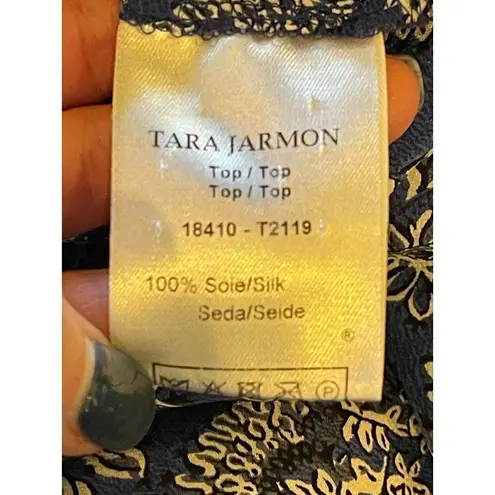 TARA JARMON
Top / Top
Top / Top
18410 - T2119
100% Soie/Silk
Seda/Seide
®
P